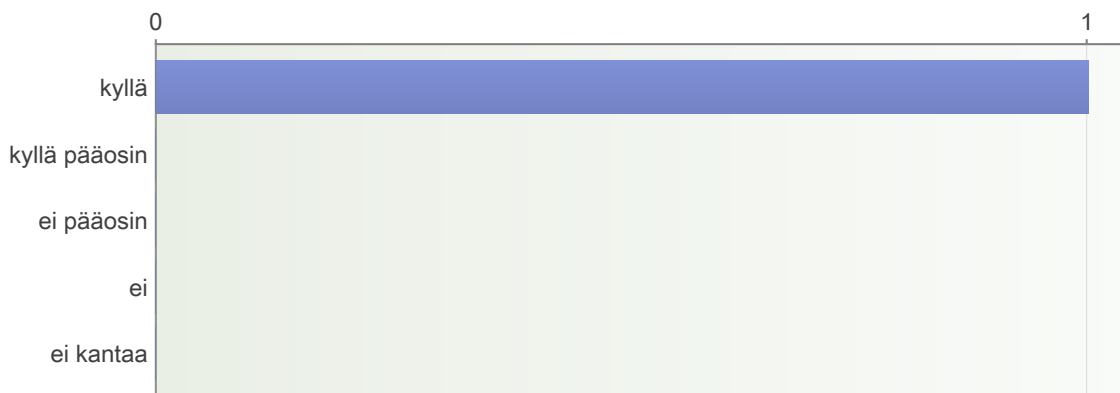 0 1
kyllä
kyllä pääosin
ei pääosin
ei
ei kantaa